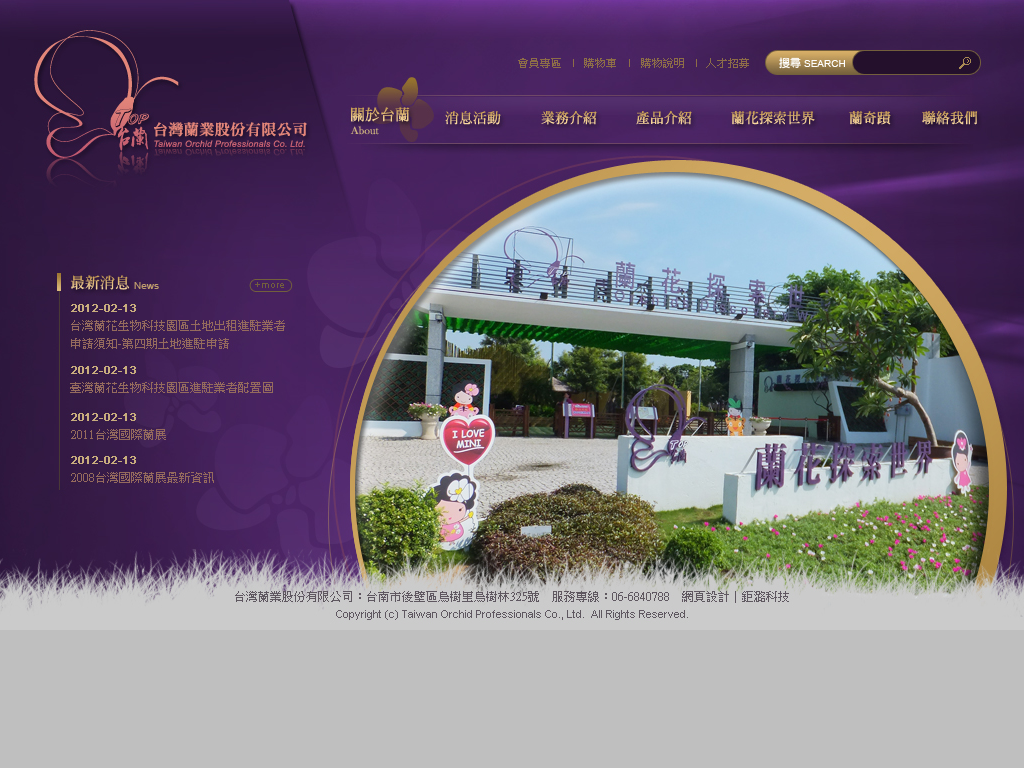 會員專區 | 購物車 | 購物說明 | 人才招募
搜尋 SEARCH
TOP
台蘭
台灣蘭業股份有限公司
Taiwan Orchid Professionals Co. Ltd.
關於台蘭
About
消息活動
業務介紹
產品介紹
蘭花探索世界
蘭奇蹟
聯絡我們
蘭花探索世
I LOVE
MINI
TOP
台蘭
蘭花探索世界
最新消息 News
+more
2012-02-13
台灣蘭花生物科技園區土地出租進駐業者
申請須知-第四期土地進駐申請
2012-02-13
臺灣蘭花生物科技園區進駐業者配置圖
2012-02-13
2011台灣國際蘭展
2012-02-13
2008台灣國際蘭展最新資訊
台灣蘭業股份有限公司：台南市後壁區烏樹里烏樹林325號 服務專線：06-6840788 網頁設計 | 鉅潞科技
Copyright (c) Taiwan Orchid Professionals Co., Ltd. All Rights Reserved.